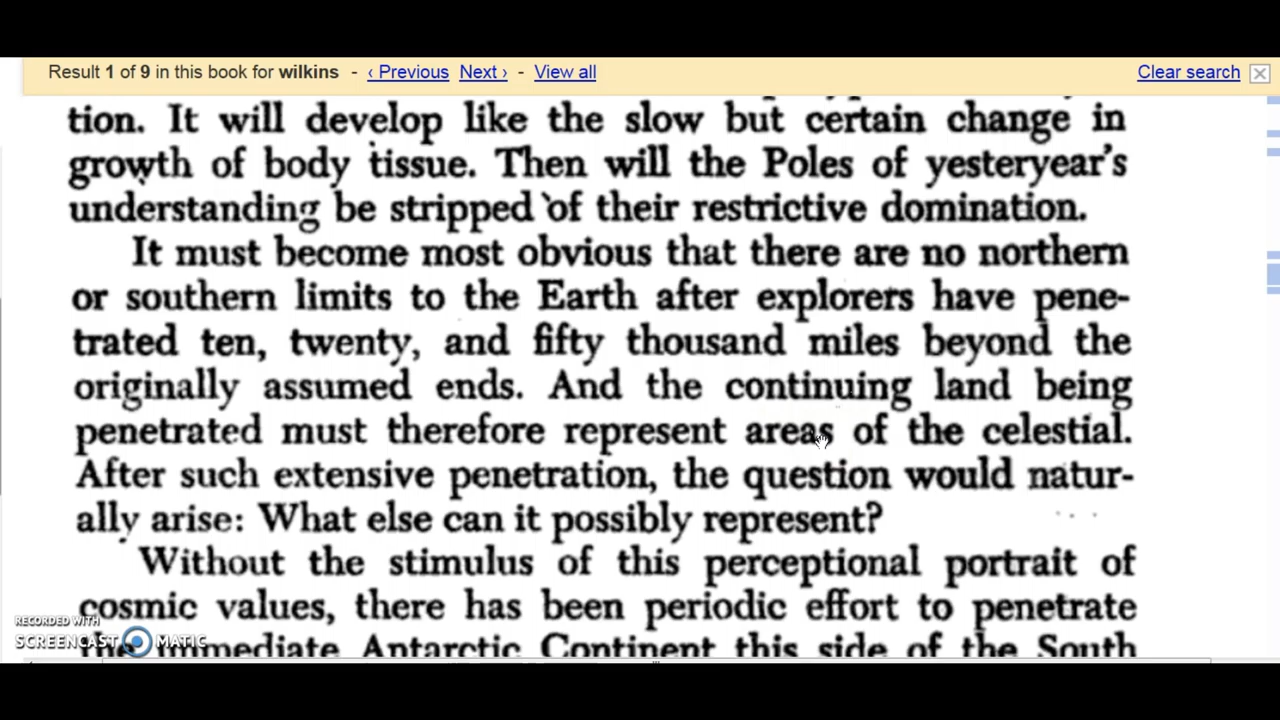 Result 1 of 9 in this book for wilkins - ‹ Previous Next › - View all Clear search
tion. It will develop like the slow but certain change in
growth of body tissue. Then will the Poles of yesteryear's
understanding be stripped of their restrictive domination.
It must become most obvious that there are no northern
or southern limits to the Earth after explorers have pene-
trated ten, twenty, and fifty thousand miles beyond the
originally assumed ends. And the continuing land being
penetrated must therefore represent areas of the celestial.
After such extensive penetration, the question would natur-
ally arise: What else can it possibly represent?
Without the stimulus of this perceptional portrait of
cosmic values, there has been periodic effort to penetrate
the immediate Antarctic Continent this side of the South
RECORDED WITH
SCREENCAST MATIC